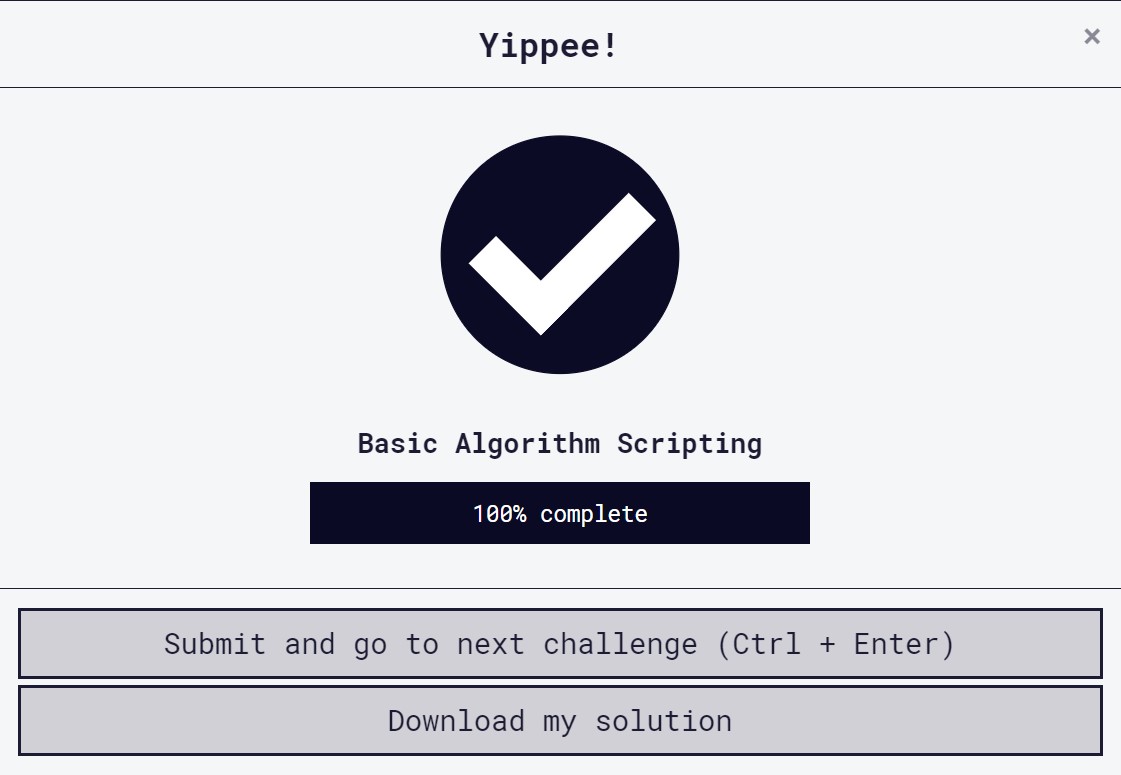 Yippee!
×
Basic Algorithm Scripting
100% complete
Submit and go to next challenge (Ctrl + Enter)
Download my solution